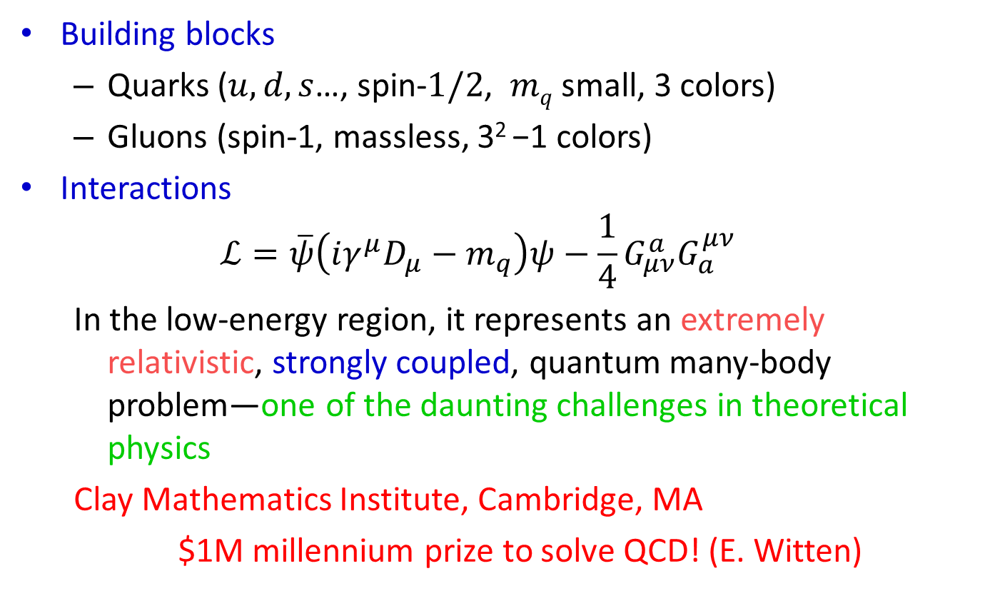 • Building blocks
– Quarks (u, d, s…, spin-1/2, m_q small, 3 colors)
– Gluons (spin-1, massless, 3² −1 colors)
• Interactions
ℒ = ψ̄(iγ^μ D_μ − m_q)ψ − 1/4 G^a_μν G_a^μν
In the low-energy region, it represents an extremely
relativistic, strongly coupled, quantum many-body
problem—one of the daunting challenges in theoretical
physics
Clay Mathematics Institute, Cambridge, MA
$1M millennium prize to solve QCD! (E. Witten)